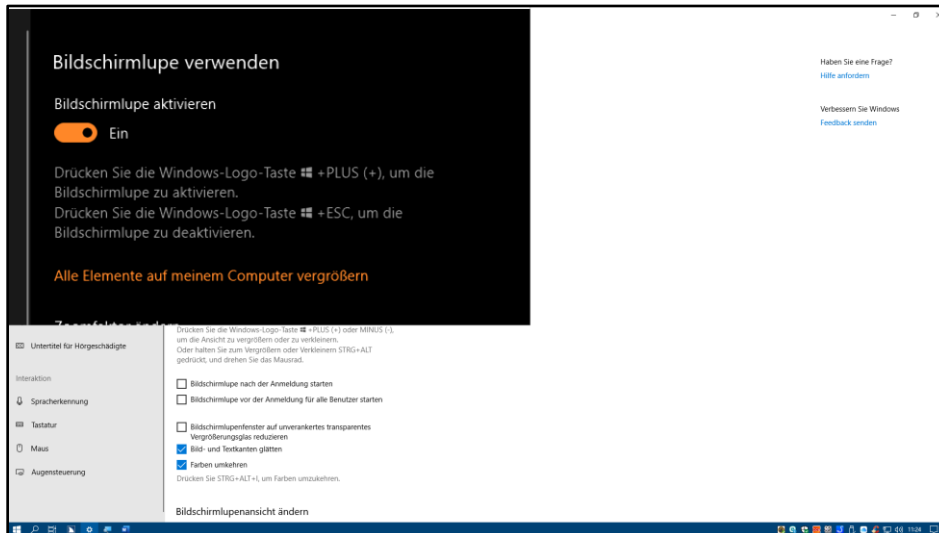 Bildschirmlupe verwenden
Bildschirmlupe aktivieren
Ein
Drücken Sie die Windows-Logo-Taste +PLUS (+), um die
Bildschirmlupe zu aktivieren.
Drücken Sie die Windows-Logo-Taste +ESC, um die
Bildschirmlupe zu deaktivieren.
Alle Elemente auf meinem Computer vergrößern
Zoomfaktor ändern
Haben Sie eine Frage?
Hilfe anfordern
Verbessern Sie Windows
Feedback senden
Untertitel für Hörgeschädigte
Interaktion
Spracherkennung
Tastatur
Maus
Augensteuerung
Drücken Sie die Windows-Logo-Taste +PLUS (+) oder MINUS (-),
um die Ansicht zu vergrößern oder zu verkleinern.
Oder halten Sie zum Vergrößern oder Verkleinern STRG+ALT
gedrückt, und drehen Sie das Mausrad.
Bildschirmlupe nach der Anmeldung starten
Bildschirmlupe vor der Anmeldung für alle Benutzer starten
Bildschirmlupenfenster auf unverankertes transparentes
Vergrößerungsglas reduzieren
Bild- und Textkanten glätten
Farben umkehren
Drücken Sie STRG+ALT+I, um Farben umzukehren.
Bildschirmlupenansicht ändern
11:24